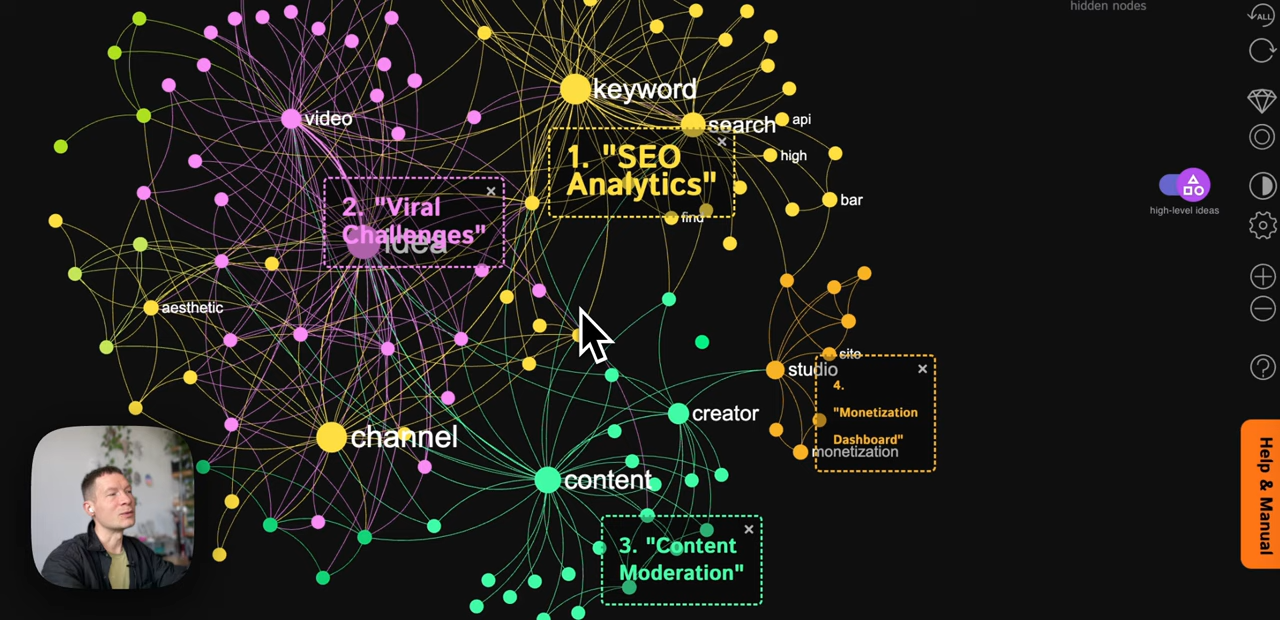 hidden nodes
ALL
keyword
video
search
api
high
bar
find
1. "SEO
Analytics"
2. "Viral
Challenges"
idea
high-level ideas
aesthetic
site
studio
4.
"Monetization
Dashboard"
monetization
creator
channel
content
3. "Content
Moderation"
Help & Manual